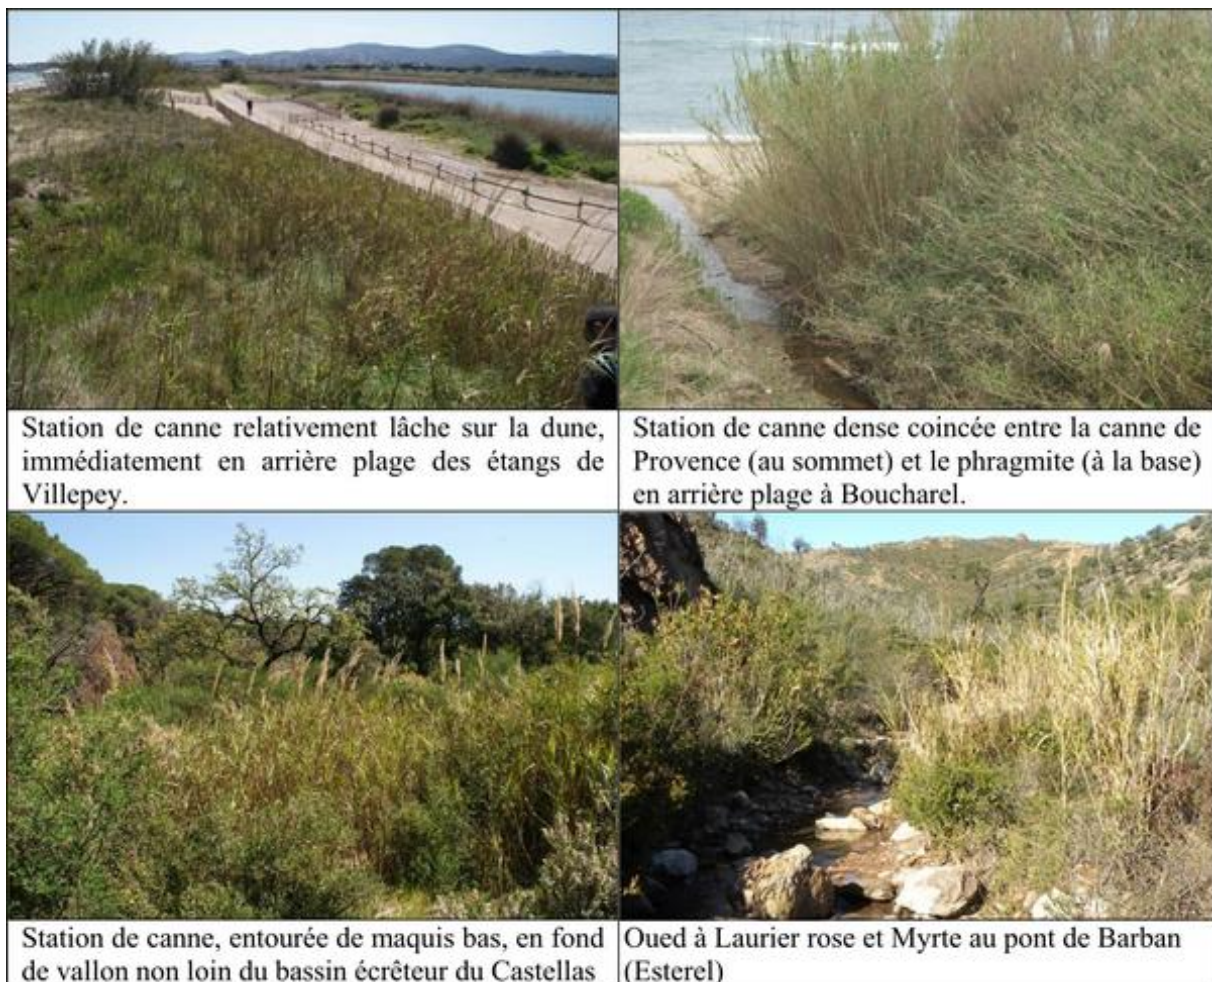 Station de canne relativement lâche sur la dune,
immédiatement en arrière plage des étangs de
Villepey.
Station de canne dense coincée entre la canne de
Provence (au sommet) et le phragmite (à la base)
en arrière plage à Boucharel.
Station de canne, entourée de maquis bas, en fond
de vallon non loin du bassin écrêteur du Castellas
Oued à Laurier rose et Myrte au pont de Barban
(Esterel)